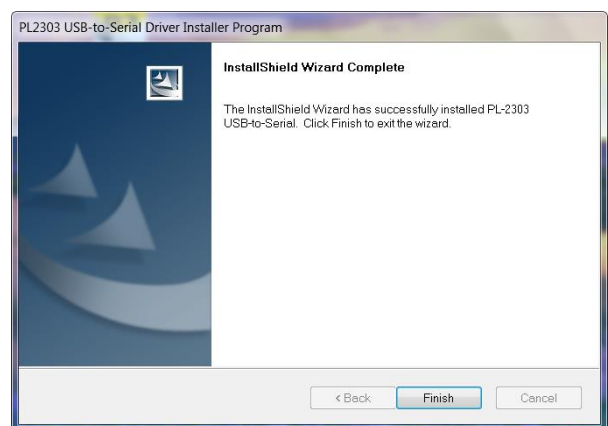 PL2303 USB-to-Serial Driver Installer Program
InstallShield Wizard Complete
The InstallShield Wizard has successfully installed PL-2303
USB-to-Serial. Click Finish to exit the wizard.
< Back
Finish
Cancel